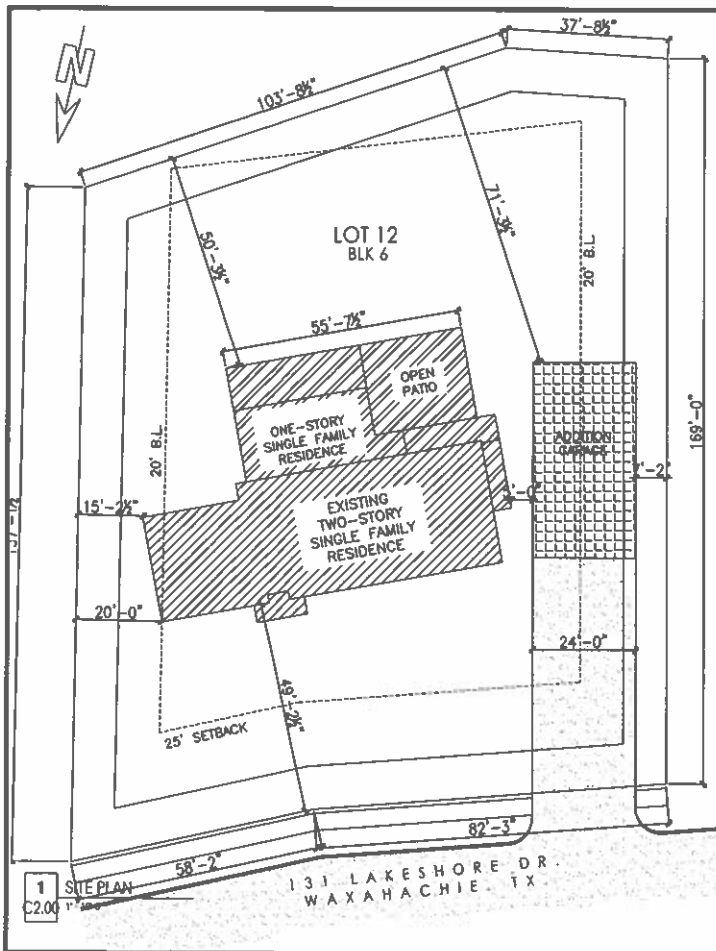 N
37'-8½"
103'-8½"
50'-3½"
71'-3½"
LOT 12
BLK 6
20' B.L.
55'-7½"
OPEN
PATIO
ONE-STORY
SINGLE FAMILY
RESIDENCE
ADDITION
GARAGE
169'-0"
20' B.L.
15'-2½"
EXISTING
TWO-STORY
SINGLE FAMILY
RESIDENCE
20'-0"
24'-0"
49'-2½"
25' SETBACK
82'-3"
58'-2"
1
SITE PLAN
C2.00
131 LAKESHORE DR.
WAXAHACHIE, TX